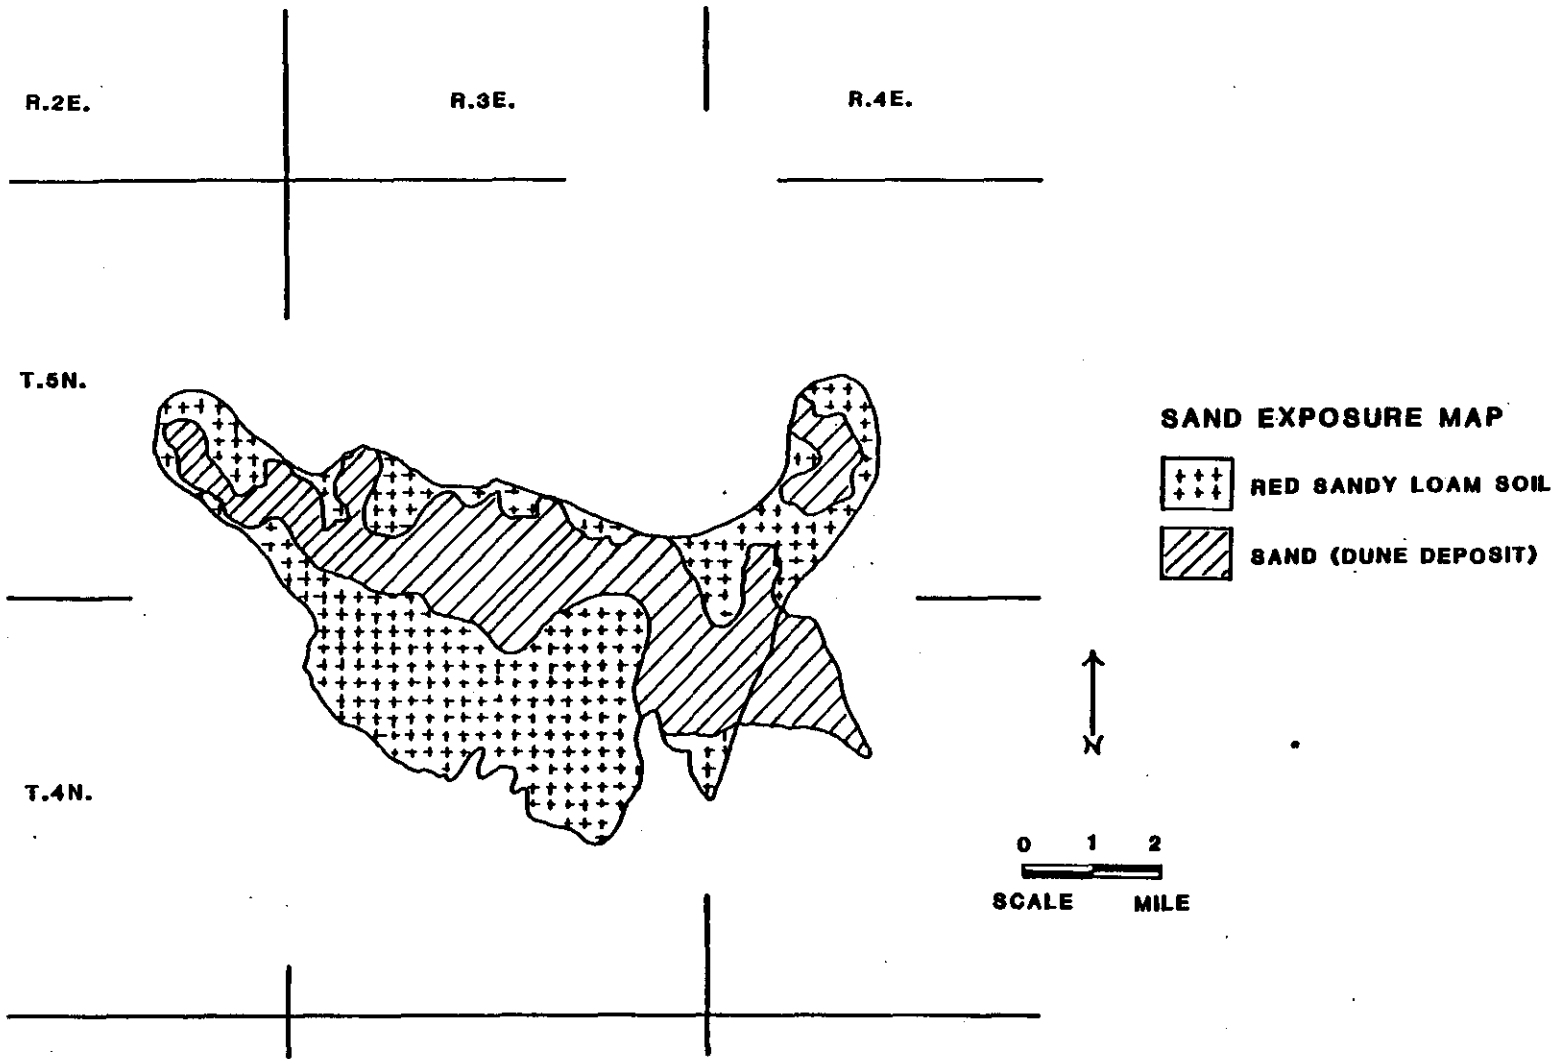 R.2E.
R.3E.
R.4E.
T.5N.
SAND EXPOSURE MAP
RED SANDY LOAM SOIL
SAND (DUNE DEPOSIT)
N
T.4N.
0 1 2
SCALE MILE